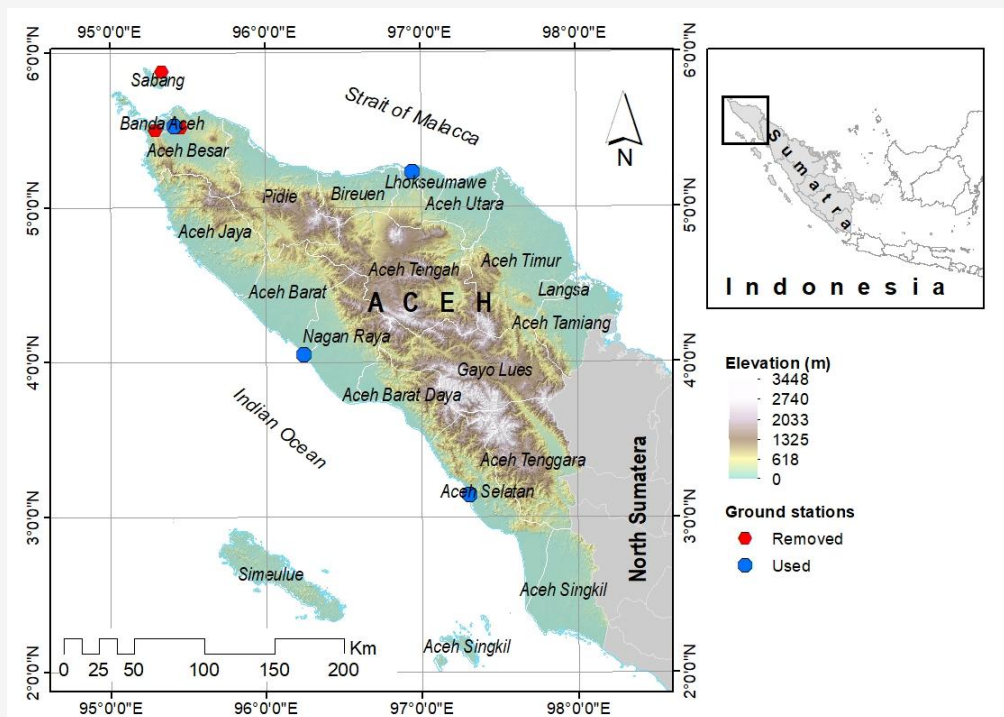 95°0'0"E 96°0'0"E 97°0'0"E 98°0'0"E
6°0'0"N
5°0'0"N
4°0'0"N
3°0'0"N
2°0'0"N
Sabang
Strait of Malacca
Banda Aceh
Aceh Besar
N
Lhokseumawe
Pidie
Bireuen
Aceh Utara
Aceh Jaya
Aceh Timur
Aceh Tengah
Aceh Barat
Langsa
A C E H
Aceh Tamiang
Nagan Raya
Gayo Lues
Aceh Barat Daya
Indian Ocean
Aceh Tenggara
Aceh Selatan
North Sumatera
Simeulue
Aceh Singkil
Aceh Singkil
Km
0 25 50 100 150 200
6°0'0"N
5°0'0"N
4°0'0"N
3°0'0"N
2°0'0"N
95°0'0"E 96°0'0"E 97°0'0"E 98°0'0"E
Sumatra
Indonesia
Elevation (m)
3448
2740
2033
1325
618
0
Ground stations
Removed
Used